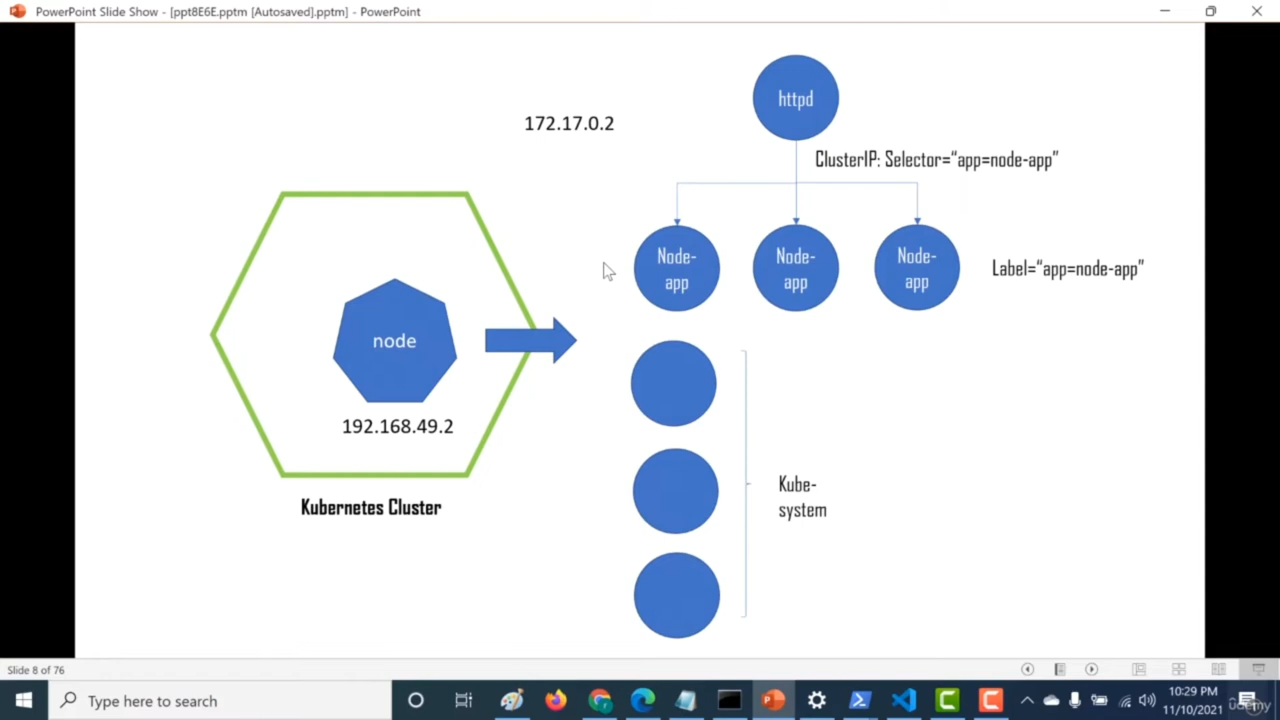 PowerPoint Slide Show - [ppt8E6E.pptm [Autosaved].pptm] - PowerPoint
httpd
172.17.0.2
ClusterIP: Selector=“app=node-app”
Node-
app
Node-
app
Node-
app
Label=“app=node-app”
node
192.168.49.2
Kubernetes Cluster
Kube-
system
Slide 8 of 76
Type here to search
10:29 PM
11/10/2021
udemy